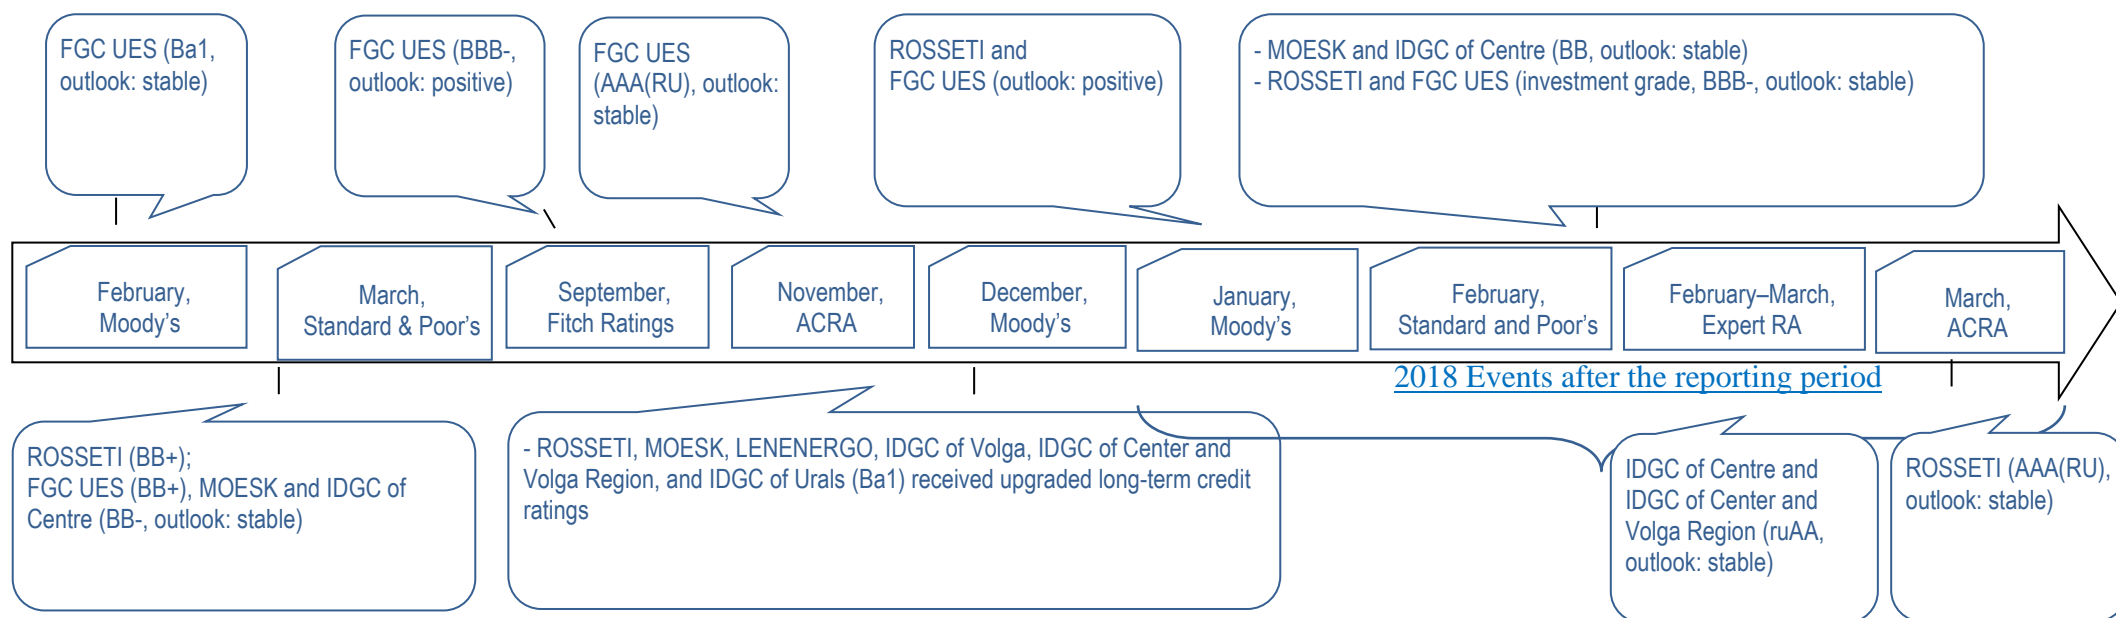 FGC UES (Ba1,
outlook: stable)
FGC UES (BBB-,
outlook: positive)
FGC UES
(AAA(RU), outlook:
stable)
ROSSETI and
FGC UES (outlook: positive)
- MOESK and IDGC of Centre (BB, outlook: stable)
- ROSSETI and FGC UES (investment grade, BBB-, outlook: stable)
February,
Moody's
March,
Standard & Poor's
September,
Fitch Ratings
November,
ACRA
December,
Moody's
January,
Moody's
February,
Standard and Poor's
February–March,
Expert RA
March,
ACRA
2018 Events after the reporting period
ROSSETI (BB+);
FGC UES (BB+), MOESK and IDGC of
Centre (BB-, outlook: stable)
- ROSSETI, MOESK, LENENERGO, IDGC of Volga, IDGC of Center and
Volga Region, and IDGC of Urals (Ba1) received upgraded long-term credit
ratings
IDGC of Centre and
IDGC of Center and
Volga Region (ruAA,
outlook: stable)
ROSSETI (AAA(RU),
outlook: stable)